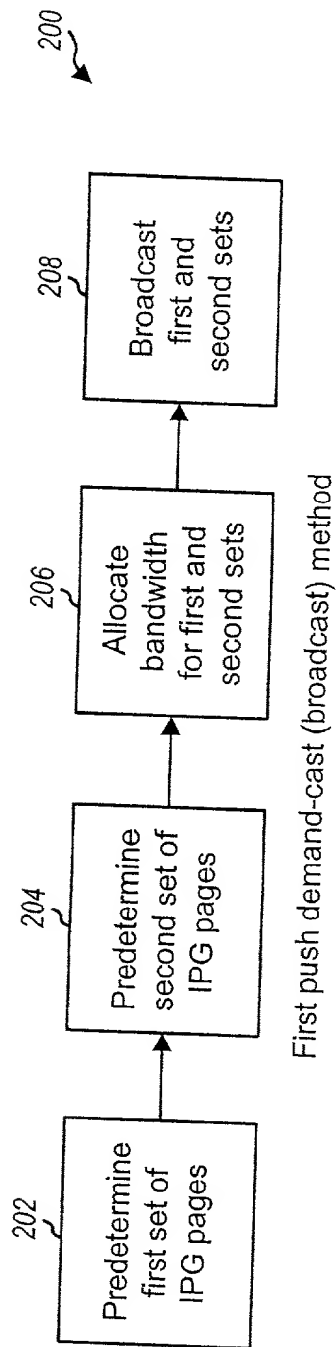 200
202
Predetermine
first set of
IPG pages
204
Predetermine
second set of
IPG pages
206
Allocate
bandwidth
for first and
second sets
208
Broadcast
first and
second sets
First push demand-cast (broadcast) method